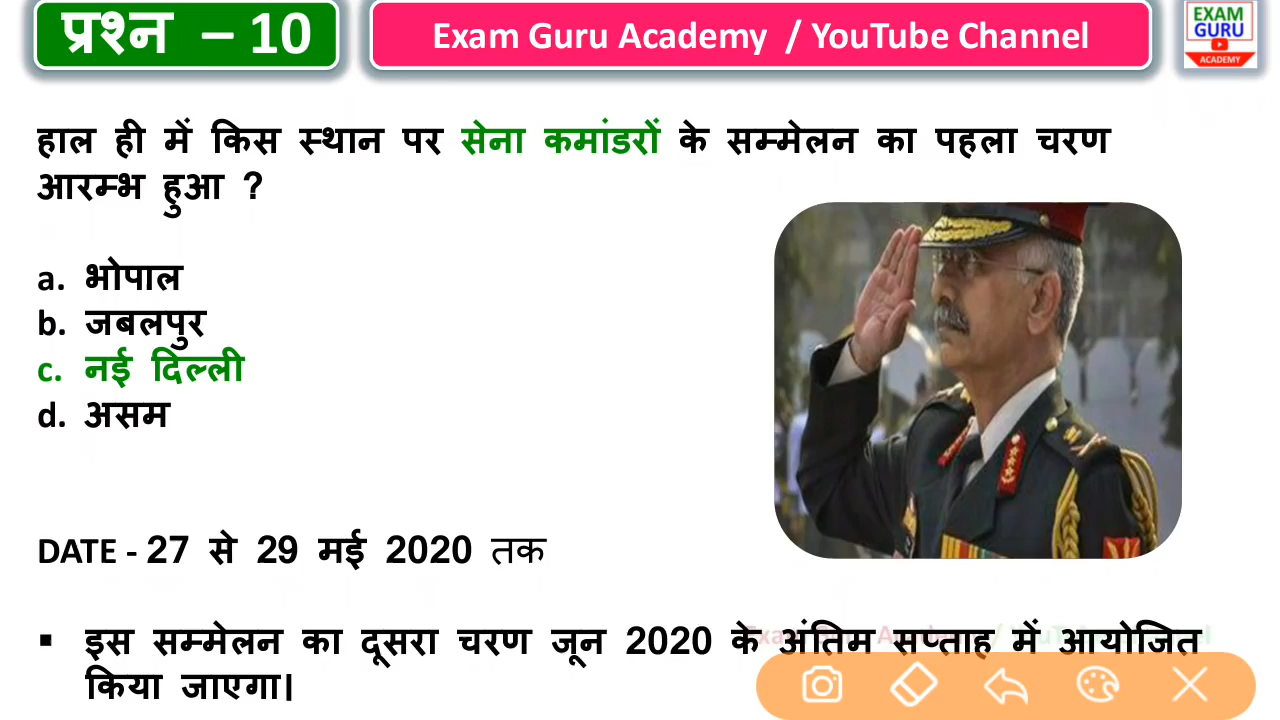 प्रश्न – 10
Exam Guru Academy / YouTube Channel
EXAM
GURU
ACADEMY
हाल ही में किस स्थान पर सेना कमांडरों के सम्मेलन का पहला चरण
आरम्भ हुआ ?
a. भोपाल
b. जबलपुर
c. नई दिल्ली
d. असम
DATE - 27 से 29 मई 2020 तक
▪ इस सम्मेलन का दूसरा चरण जून 2020 के अंतिम सप्ताह में आयोजित
किया जाएगा।